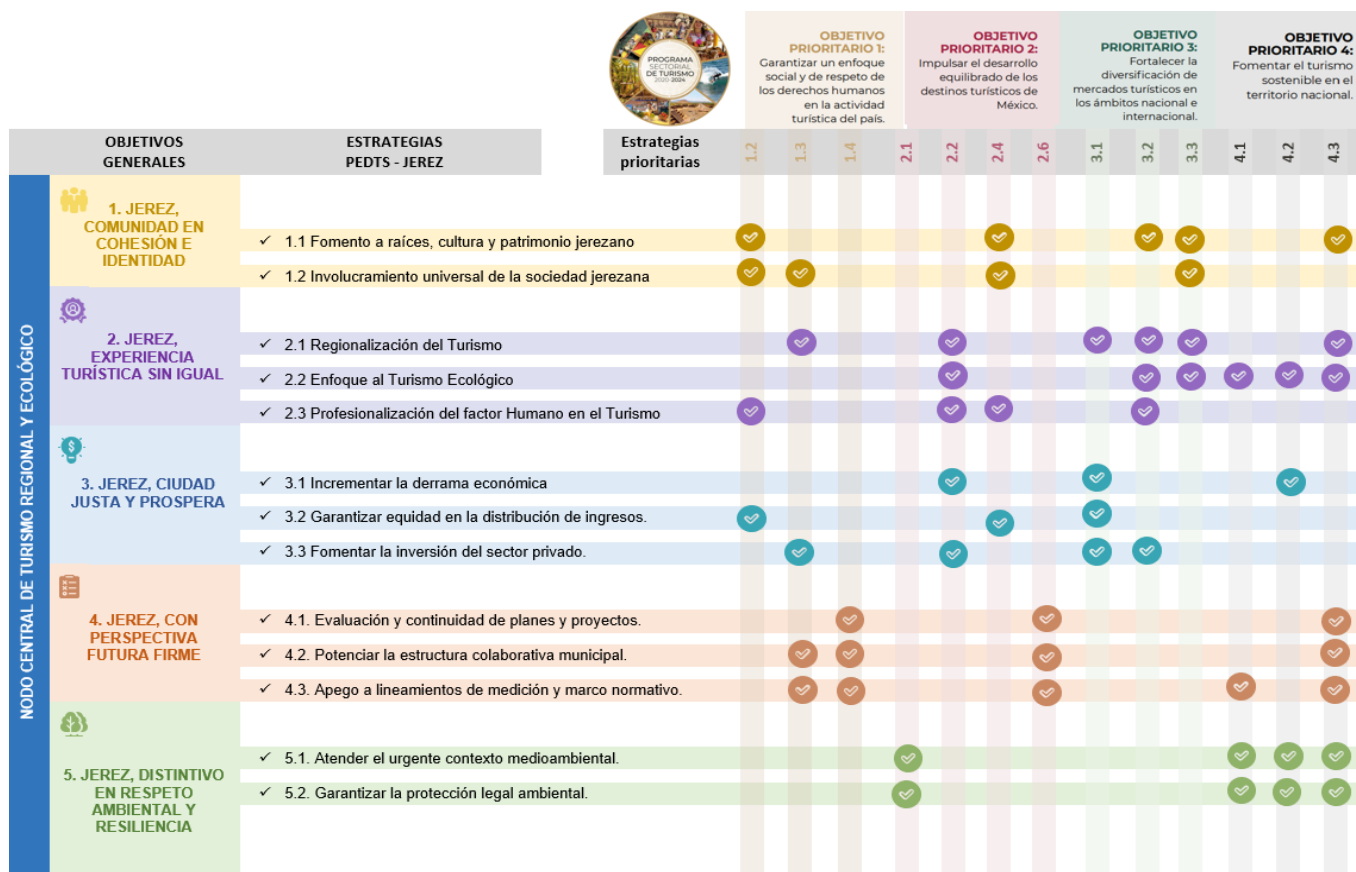 PROGRAMA
SECTORIAL
DE TURISMO
2020-2024
OBJETIVO
PRIORITARIO 1:
Garantizar un enfoque
social y de respeto de
los derechos humanos
en la actividad
turística del país.
OBJETIVO
PRIORITARIO 2:
Impulsar el desarrollo
equilibrado de los
destinos turísticos de
México.
OBJETIVO
PRIORITARIO 3:
Fortalecer la
diversificación de
mercados turísticos en
los ámbitos nacional e
internacional.
OBJETIVO
PRIORITARIO 4:
Fomentar el turismo
sostenible en el
territorio nacional.
OBJETIVOS
GENERALES
ESTRATEGIAS
PEDTS - JEREZ
Estrategias
prioritarias
1.2
1.3
1.4
2.1
2.2
2.4
2.6
3.1
3.2
3.3
4.1
4.2
4.3
NODO CENTRAL DE TURISMO REGIONAL Y ECOLÓGICO
1. JEREZ,
COMUNIDAD EN
COHESIÓN E
IDENTIDAD
1.1 Fomento a raíces, cultura y patrimonio jerezano
1.2 Involucramiento universal de la sociedad jerezana
2. JEREZ,
EXPERIENCIA
TURÍSTICA SIN IGUAL
2.1 Regionalización del Turismo
2.2 Enfoque al Turismo Ecológico
2.3 Profesionalización del factor Humano en el Turismo
3. JEREZ, CIUDAD
JUSTA Y PROSPERA
3.1 Incrementar la derrama económica
3.2 Garantizar equidad en la distribución de ingresos.
3.3 Fomentar la inversión del sector privado.
4. JEREZ, CON
PERSPECTIVA
FUTURA FIRME
4.1. Evaluación y continuidad de planes y proyectos.
4.2. Potenciar la estructura colaborativa municipal.
4.3. Apego a lineamientos de medición y marco normativo.
5. JEREZ, DISTINTIVO
EN RESPETO
AMBIENTAL Y
RESILIENCIA
5.1. Atender el urgente contexto medioambiental.
5.2. Garantizar la protección legal ambiental.